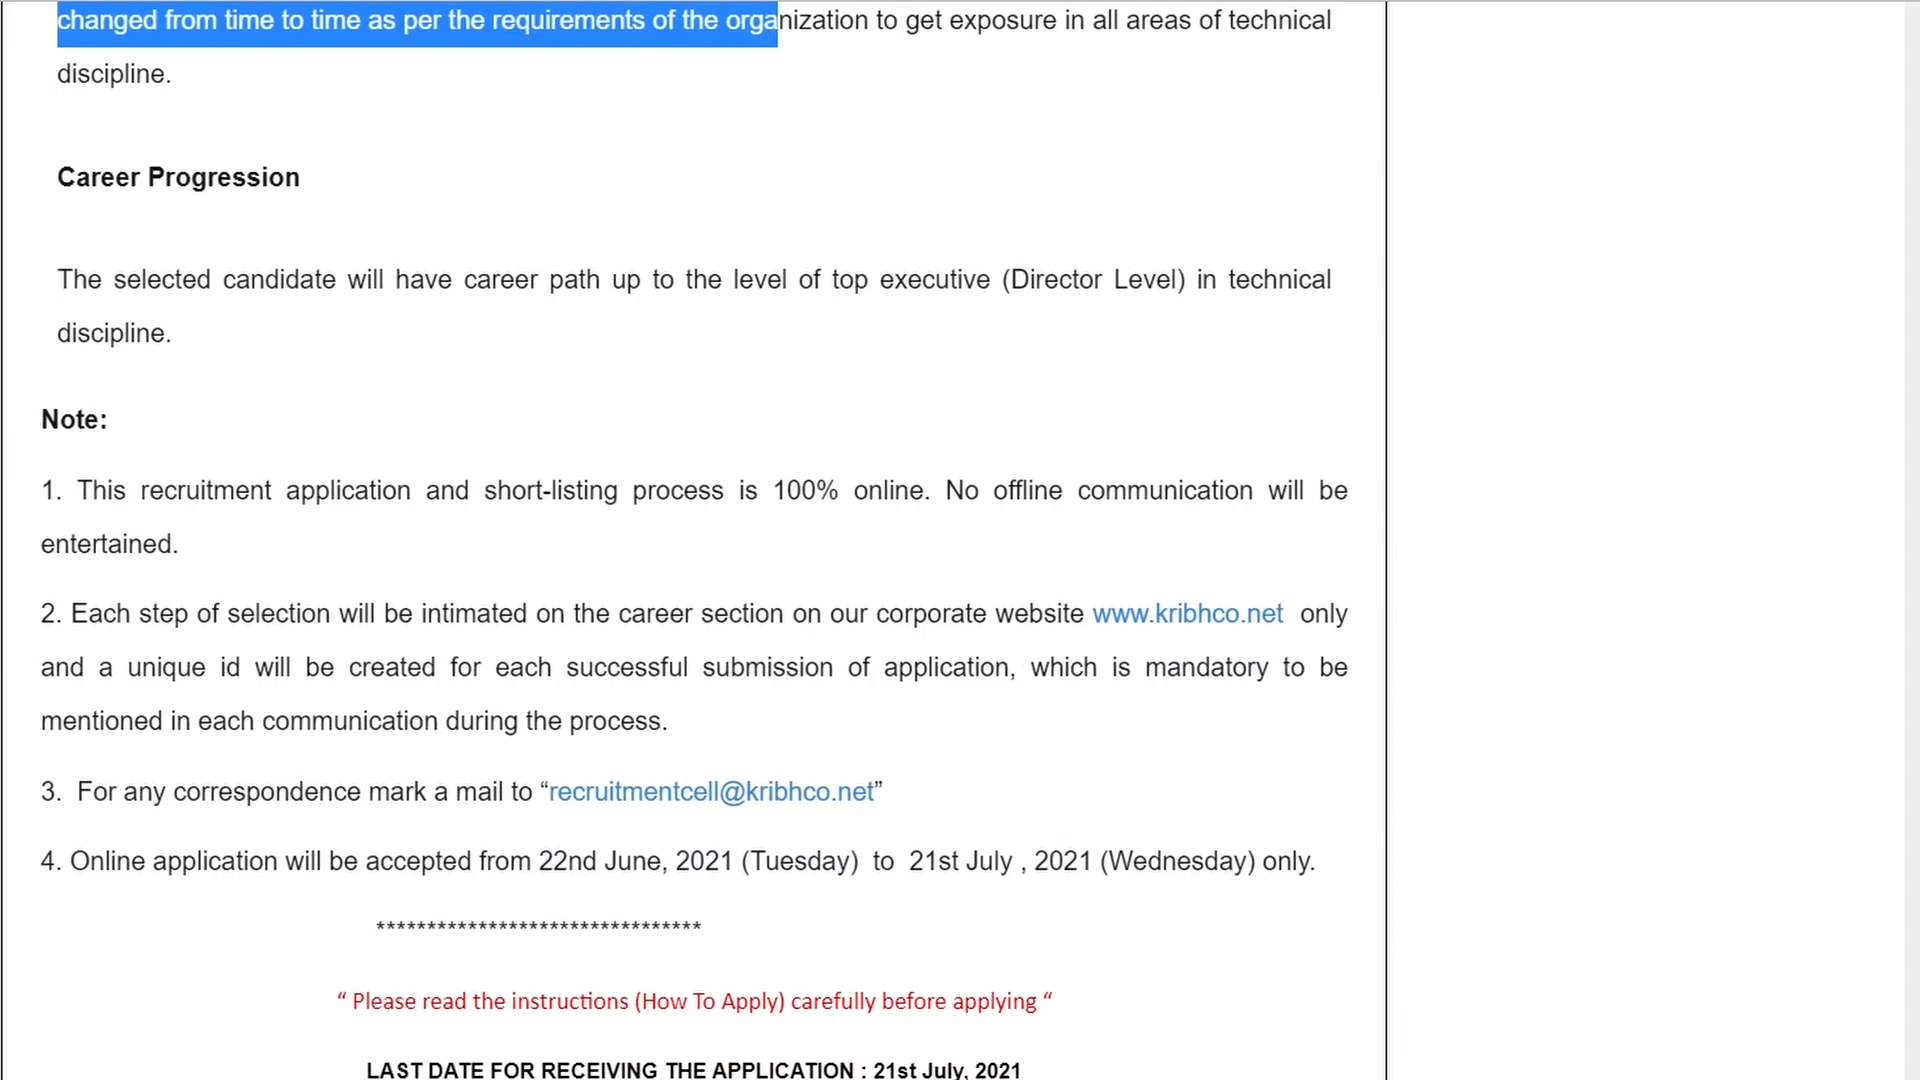 changed from time to time as per the requirements of the organization to get exposure in all areas of technical
discipline.
Career Progression
The selected candidate will have career path up to the level of top executive (Director Level) in technical
discipline.
Note:
1. This recruitment application and short-listing process is 100% online. No offline communication will be
entertained.
2. Each step of selection will be intimated on the career section on our corporate website www.kribhco.net only
and a unique id will be created for each successful submission of application, which is mandatory to be
mentioned in each communication during the process.
3. For any correspondence mark a mail to “recruitmentcell@kribhco.net”
4. Online application will be accepted from 22nd June, 2021 (Tuesday) to 21st July , 2021 (Wednesday) only.
********************************
“ Please read the instructions (How To Apply) carefully before applying “
LAST DATE FOR RECEIVING THE APPLICATION : 21st July, 2021